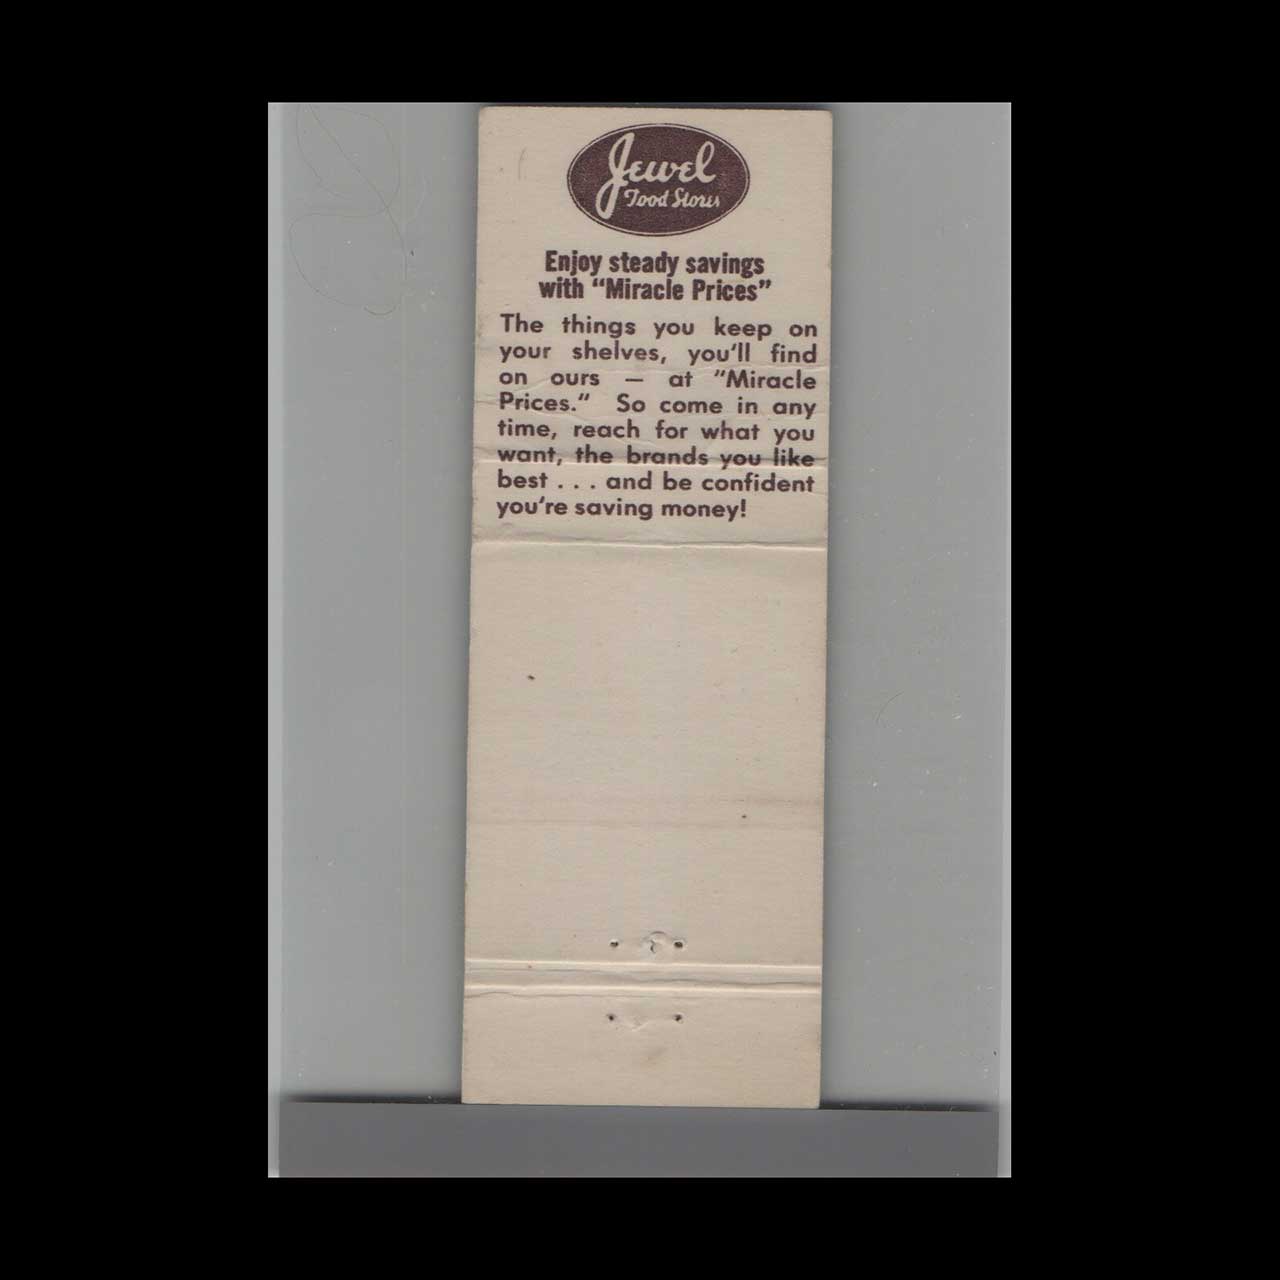 Jewel
Food Stores
Enjoy steady savings
with "Miracle Prices"
The things you keep on
your shelves, you'll find
on ours — at "Miracle
Prices." So come in any
time, reach for what you
want, the brands you like
best . . . and be confident
you're saving money!